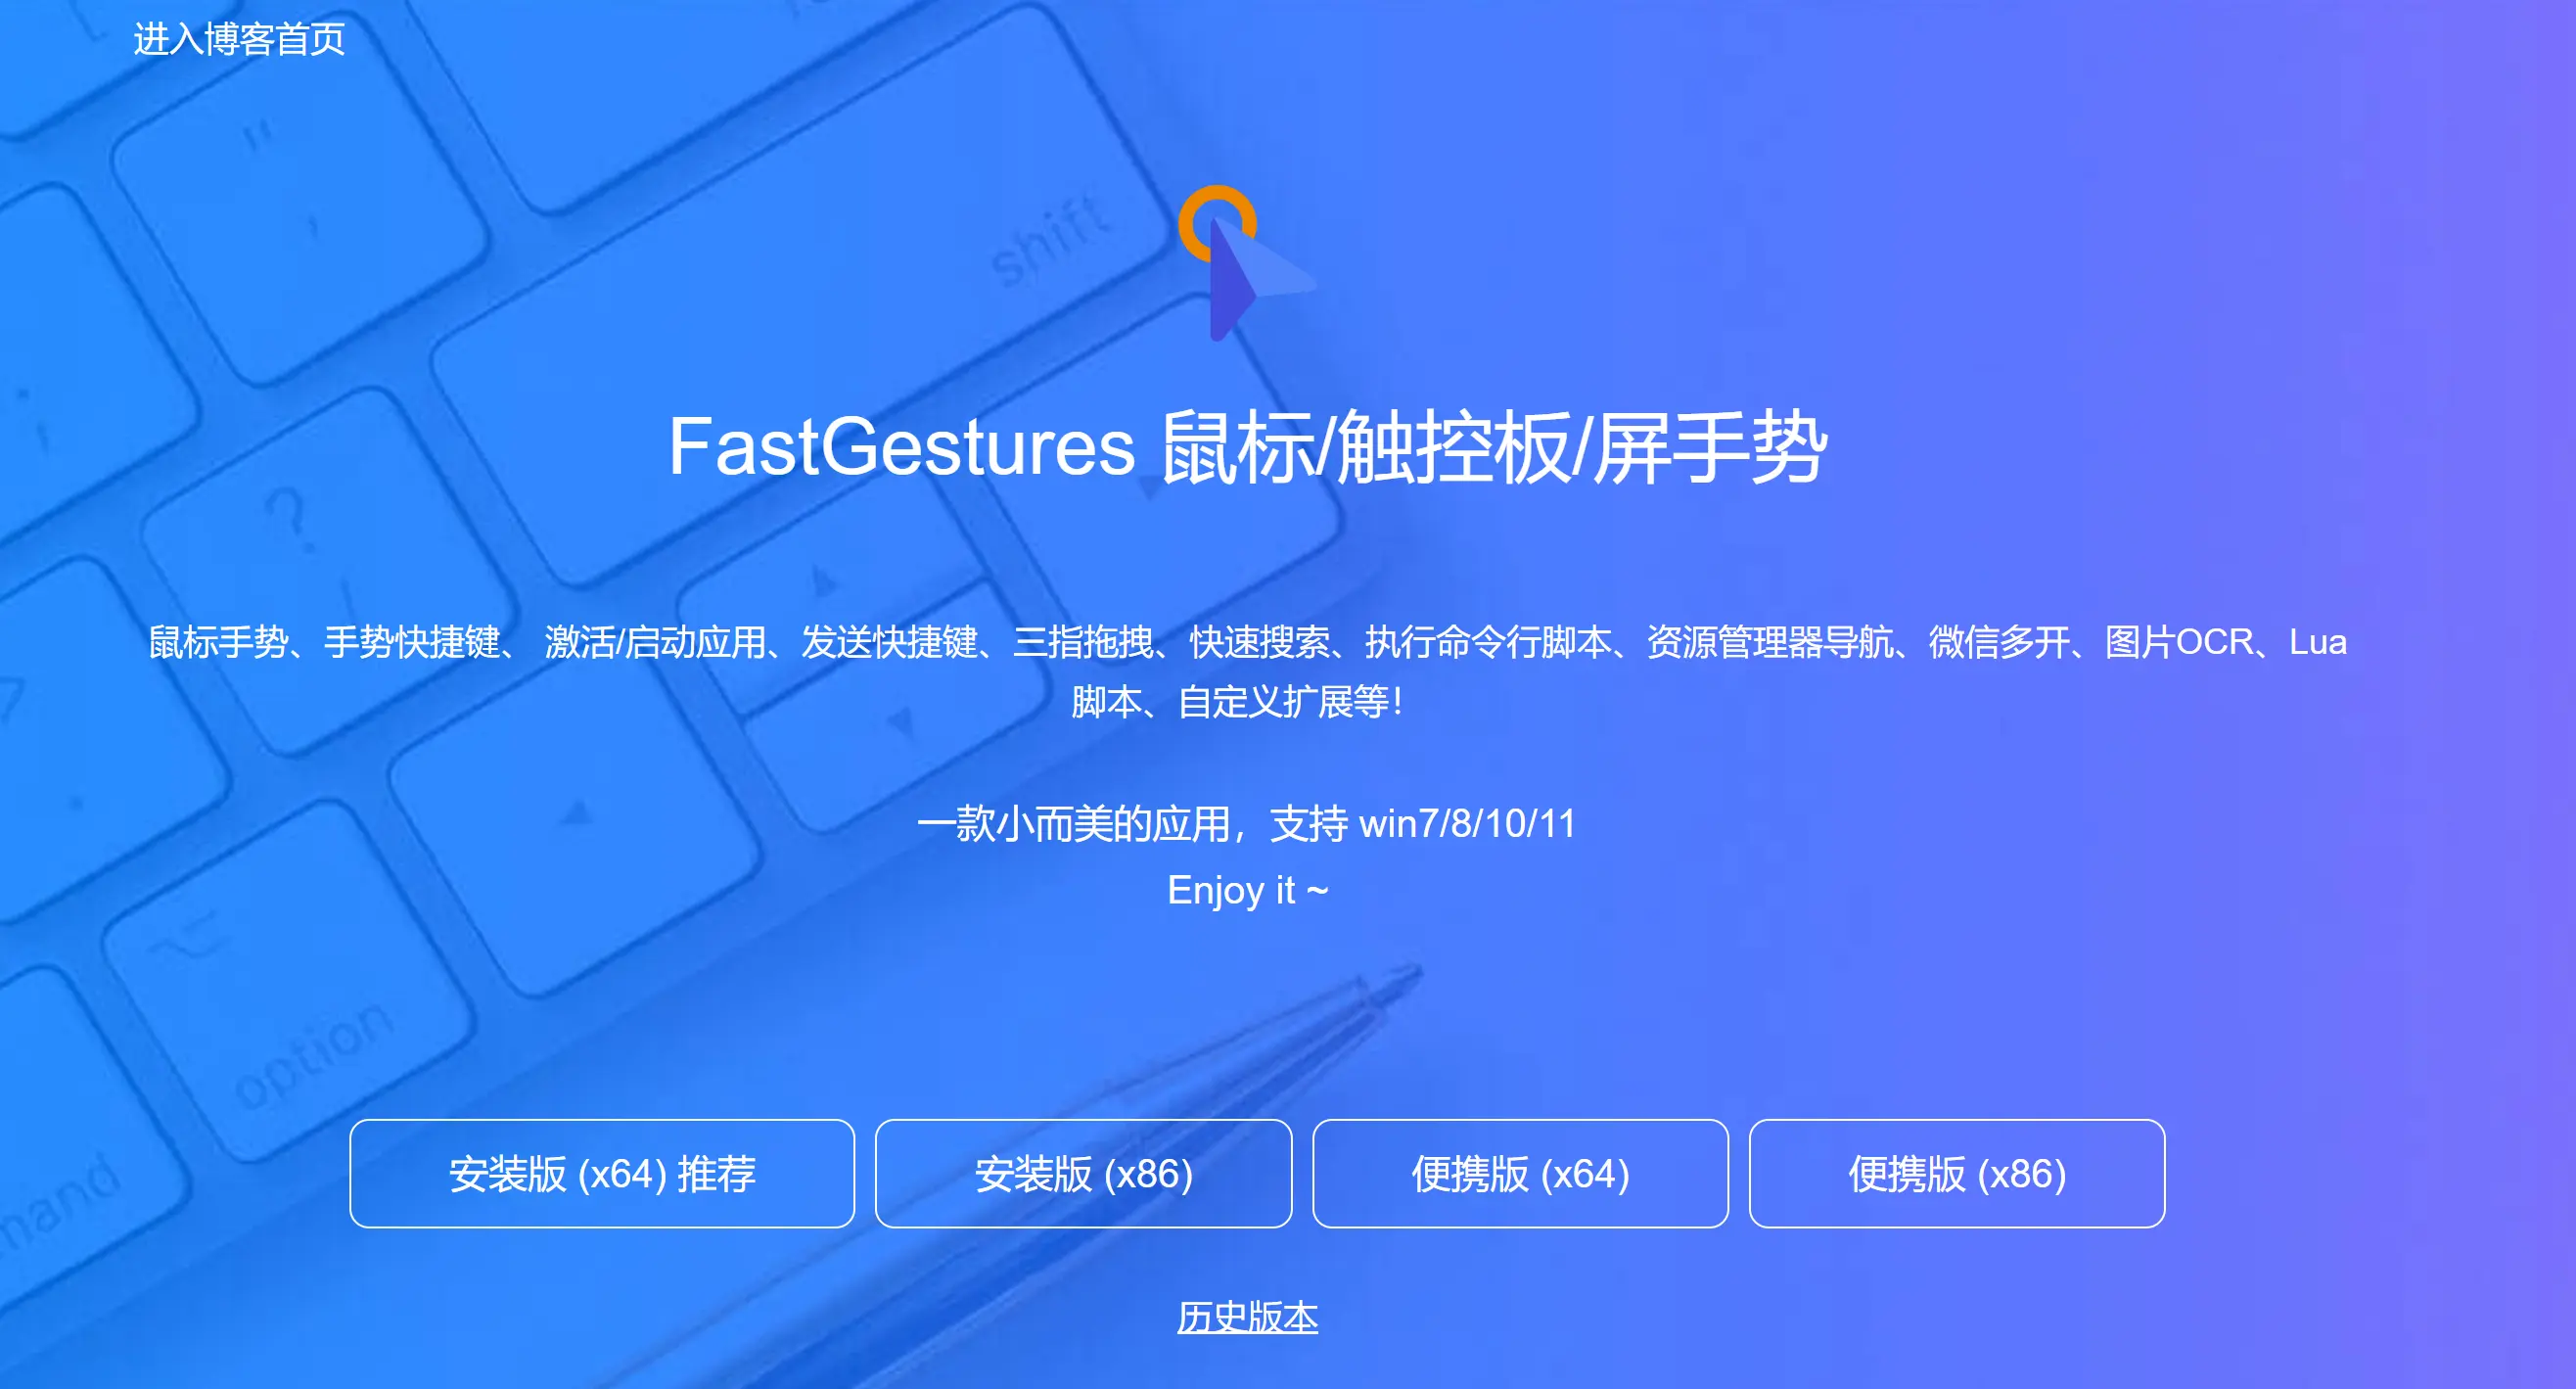 进入博客首页
shift
FastGestures 鼠标/触控板/屏手势
?
/
鼠标手势、手势快捷键、 激活/启动应用、发送快捷键、三指拖拽、快速搜索、执行命令行脚本、资源管理器导航、微信多开、图片OCR、Lua
脚本、自定义扩展等！
一款小而美的应用，支持 win7/8/10/11
Enjoy it ~
option
安装版 (x64) 推荐
安装版 (x86)
便携版 (x64)
便携版 (x86)
历史版本